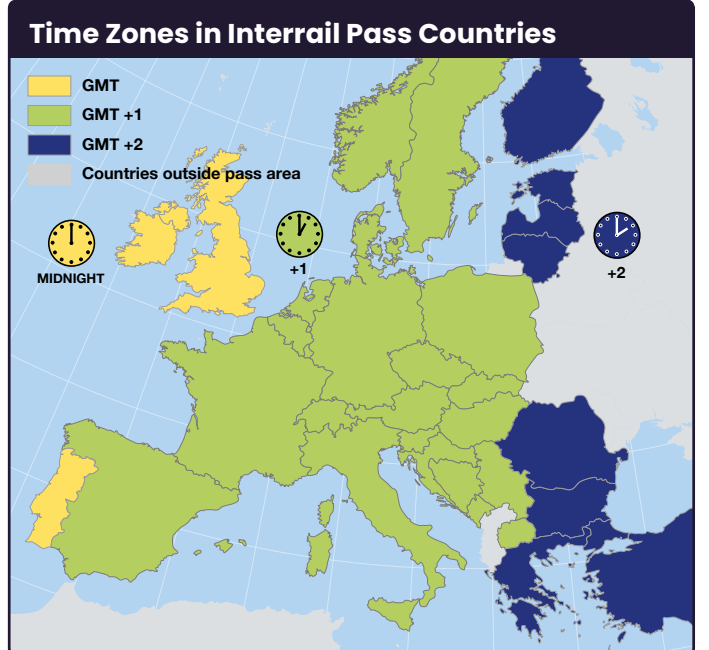 Time Zones in Interrail Pass Countries
GMT
GMT +1
GMT +2
Countries outside pass area
MIDNIGHT
+1
+2